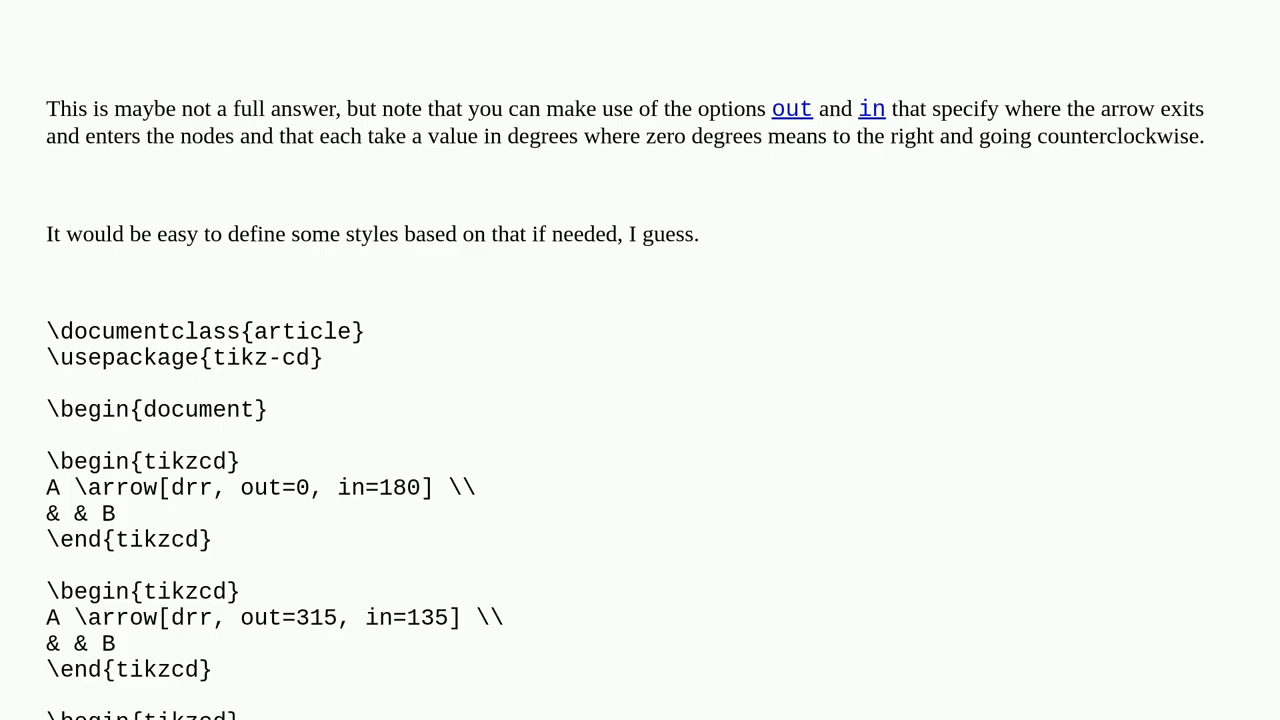 This is maybe not a full answer, but note that you can make use of the options out and in that specify where the arrow exits
and enters the nodes and that each take a value in degrees where zero degrees means to the right and going counterclockwise.
It would be easy to define some styles based on that if needed, I guess.
\documentclass{article}
\usepackage{tikz-cd}
\begin{document}
\begin{tikzcd}
A \arrow[drr, out=0, in=180] \\
& & B
\end{tikzcd}
\begin{tikzcd}
A \arrow[drr, out=315, in=135] \\
& & B
\end{tikzcd}
\begin{tikzcd}